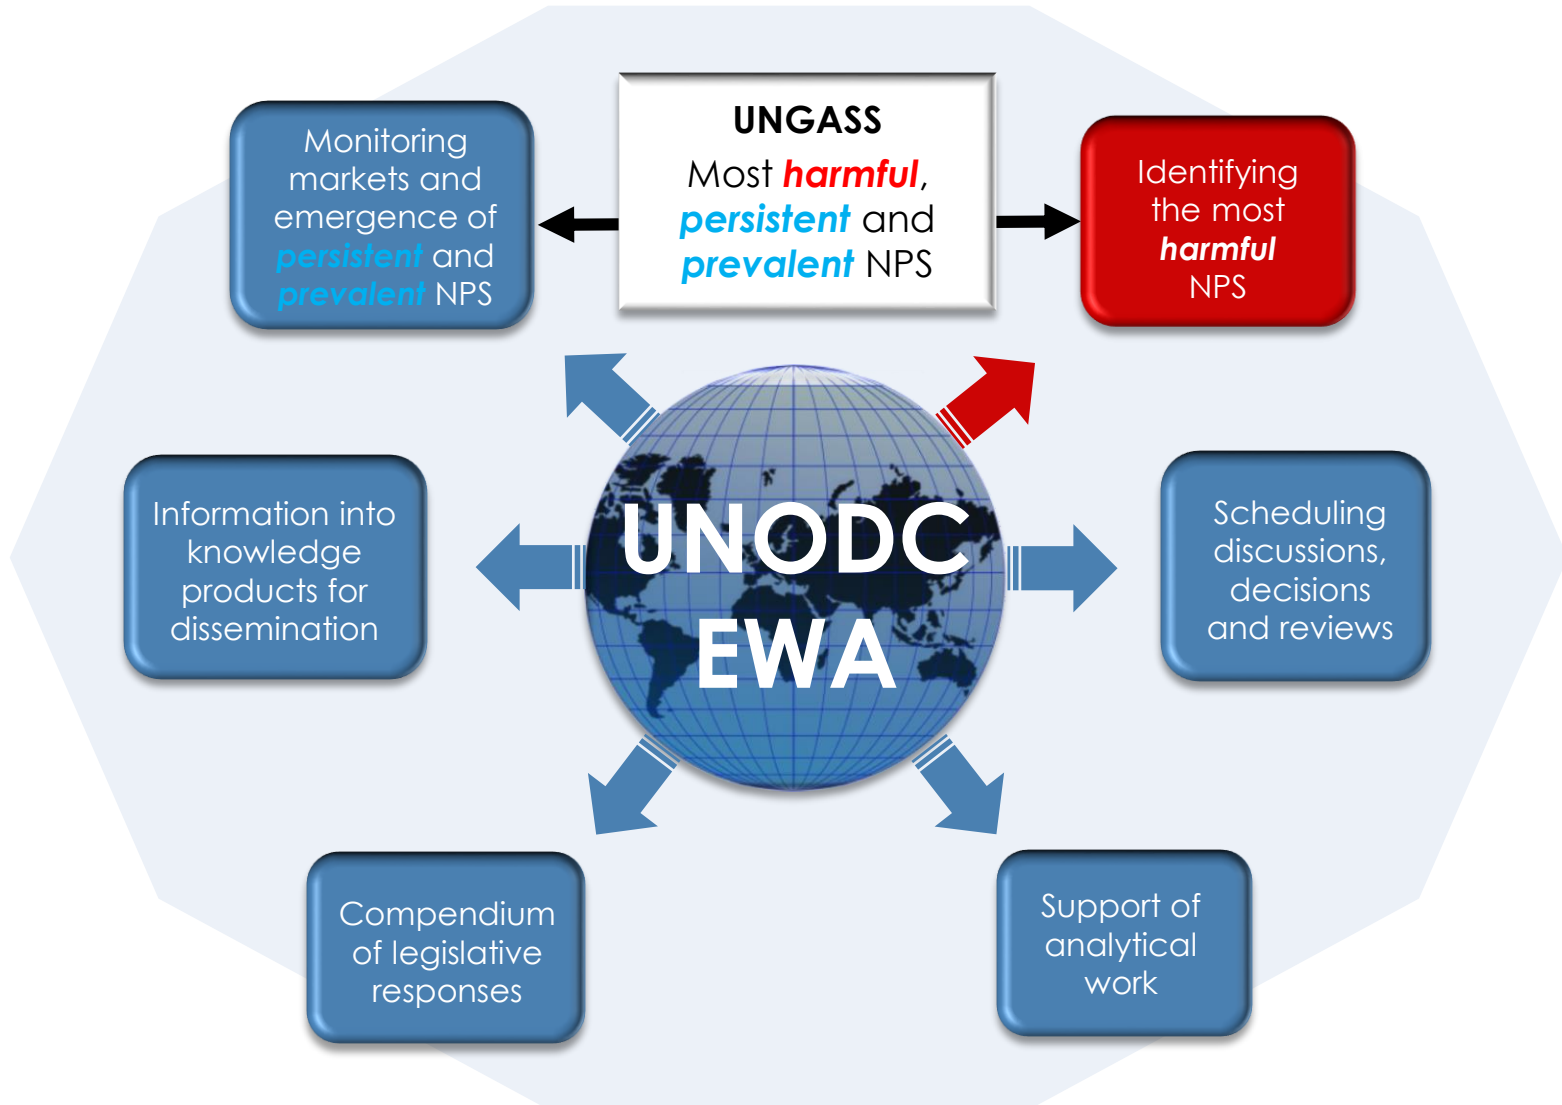 Monitoring
markets and
emergence of
persistent and
prevalent NPS
UNGASS
Most harmful,
persistent and
prevalent NPS
Identifying
the most
harmful
NPS
Information into
knowledge
products for
dissemination
UNODC
EWA
Scheduling
discussions,
decisions
and reviews
Compendium
of legislative
responses
Support of
analytical
work